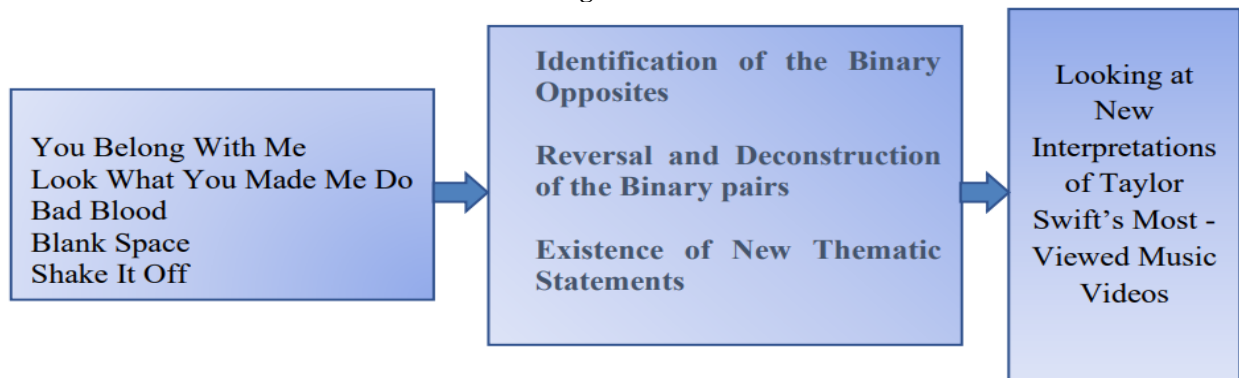 You Belong With Me
Look What You Made Me Do
Bad Blood
Blank Space
Shake It Off
Identification of the Binary
Opposites
Reversal and Deconstruction
of the Binary pairs
Existence of New Thematic
Statements
Looking at
New
Interpretations
of Taylor
Swift's Most -
Viewed Music
Videos